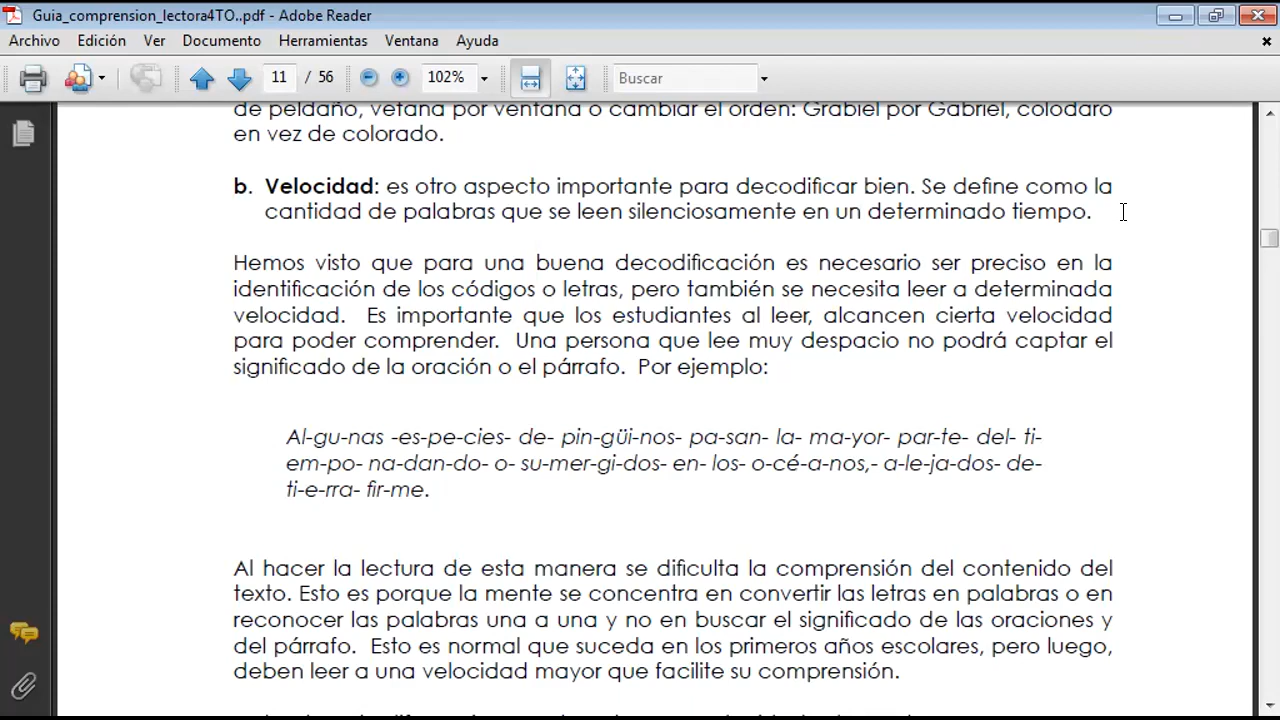 Guia_comprension_lectora4TO..pdf - Adobe Reader
Archivo Edición Ver Documento Herramientas Ventana Ayuda
11 / 56 102% Buscar
de peldaño, vetana por ventana o cambiar el orden: Grabiel por Gabriel, colodaro
en vez de colorado.
b. Velocidad: es otro aspecto importante para decodificar bien. Se define como la
cantidad de palabras que se leen silenciosamente en un determinado tiempo.
Hemos visto que para una buena decodificación es necesario ser preciso en la
identificación de los códigos o letras, pero también se necesita leer a determinada
velocidad. Es importante que los estudiantes al leer, alcancen cierta velocidad
para poder comprender. Una persona que lee muy despacio no podrá captar el
significado de la oración o el párrafo. Por ejemplo:
Al-gu-nas -es-pe-cies- de- pin-güi-nos- pa-san- la- ma-yor- par-te- del- ti-
em-po- na-dan-do- o- su-mer-gi-dos- en- los- o-cé-a-nos,- a-le-ja-dos- de-
ti-e-rra- fir-me.
Al hacer la lectura de esta manera se dificulta la comprensión del contenido del
texto. Esto es porque la mente se concentra en convertir las letras en palabras o en
reconocer las palabras una a una y no en buscar el significado de las oraciones y
del párrafo. Esto es normal que suceda en los primeros años escolares, pero luego,
deben leer a una velocidad mayor que facilite su comprensión.